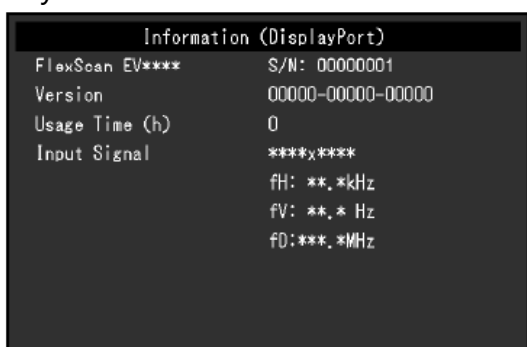 Information (DisplayPort)
FlexScan EV**** S/N: 00000001
Version 00000-00000-00000
Usage Time (h) 0
Input Signal ****x****
fH: **.*kHz
fV: **.* Hz
fD:***.*MHz